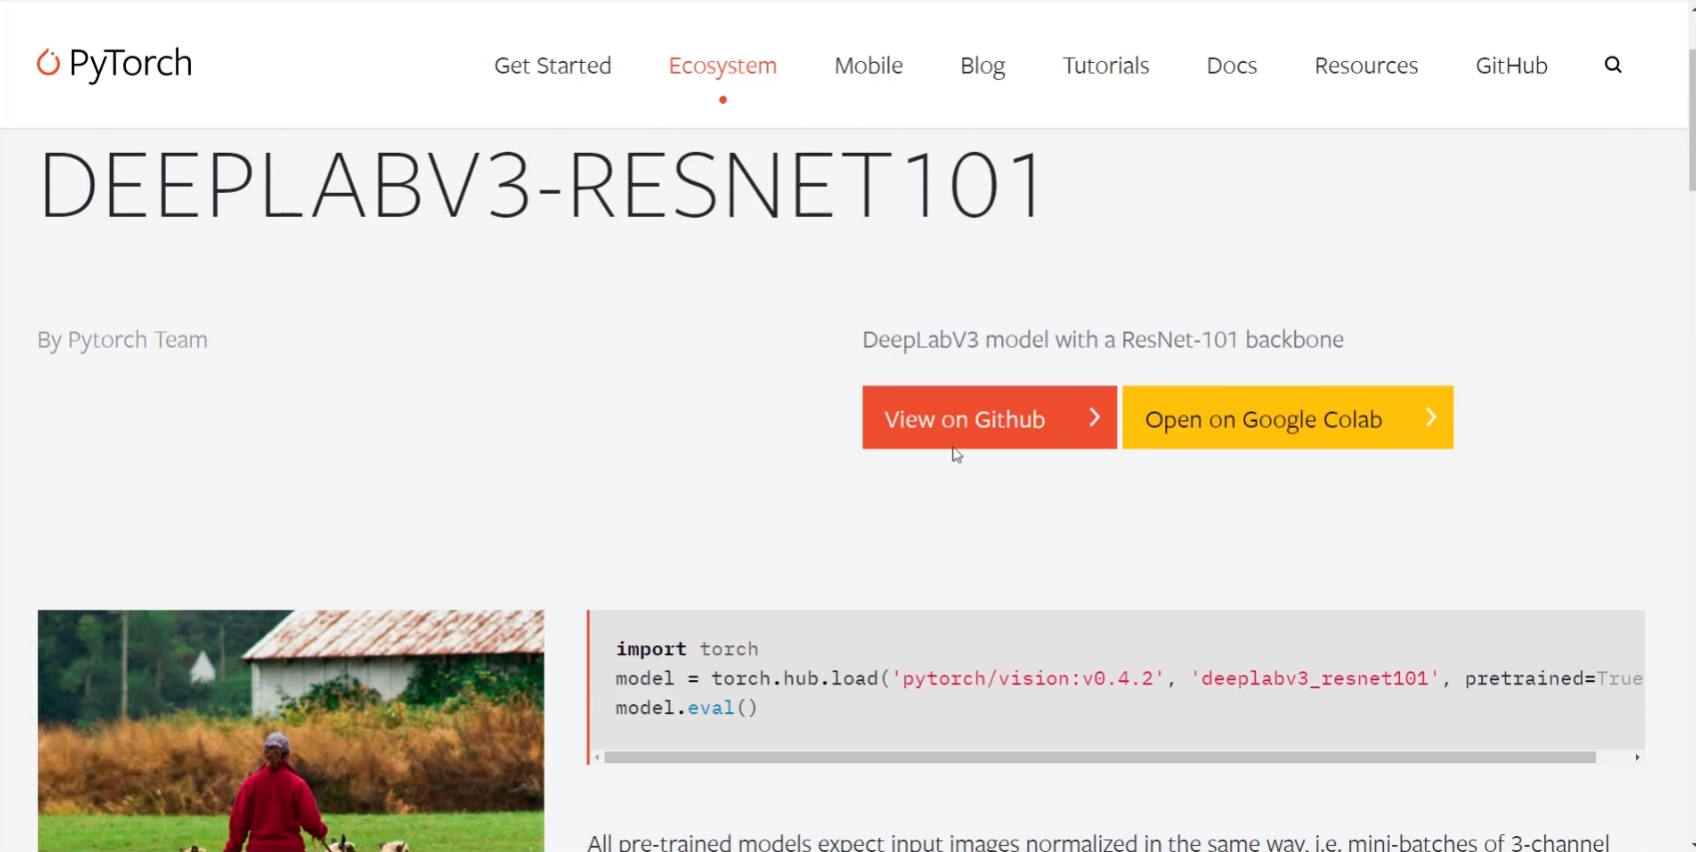 PyTorch
Get Started Ecosystem Mobile Blog Tutorials Docs Resources GitHub
DEEPLABV3-RESNET101
By Pytorch Team
DeepLabV3 model with a ResNet-101 backbone
View on Github
Open on Google Colab
import torch
model = torch.hub.load('pytorch/vision:v0.4.2', 'deeplabv3_resnet101', pretrained=True
model.eval()
All pre-trained models expect input images normalized in the same way, i.e. mini-batches of 3-channel